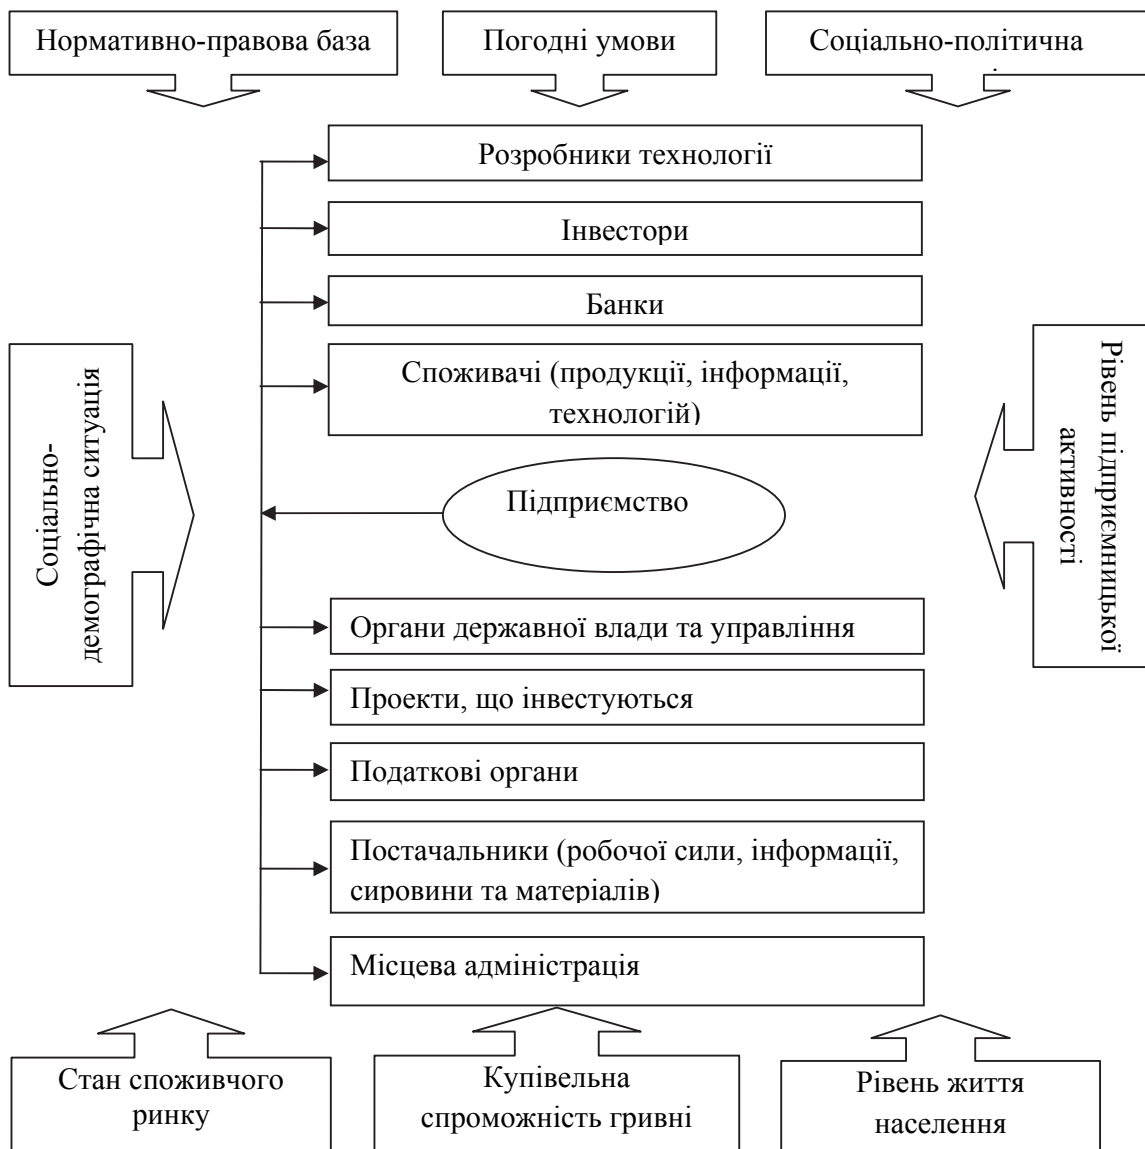 Нормативно-правова база
Погодні умови
Соціально-політична
Розробники технології
Інвестори
Банки
Споживачі (продукції, інформації,
технологій)
Соціально-
демографічна ситуація
Рівень підприємницької
активності
Підприємство
Органи державної влади та управління
Проекти, що інвестуються
Податкові органи
Постачальники (робочої сили, інформації,
сировини та матеріалів)
Місцева адміністрація
Стан споживчого
ринку
Купівельна
спроможність гривні
Рівень життя
населення